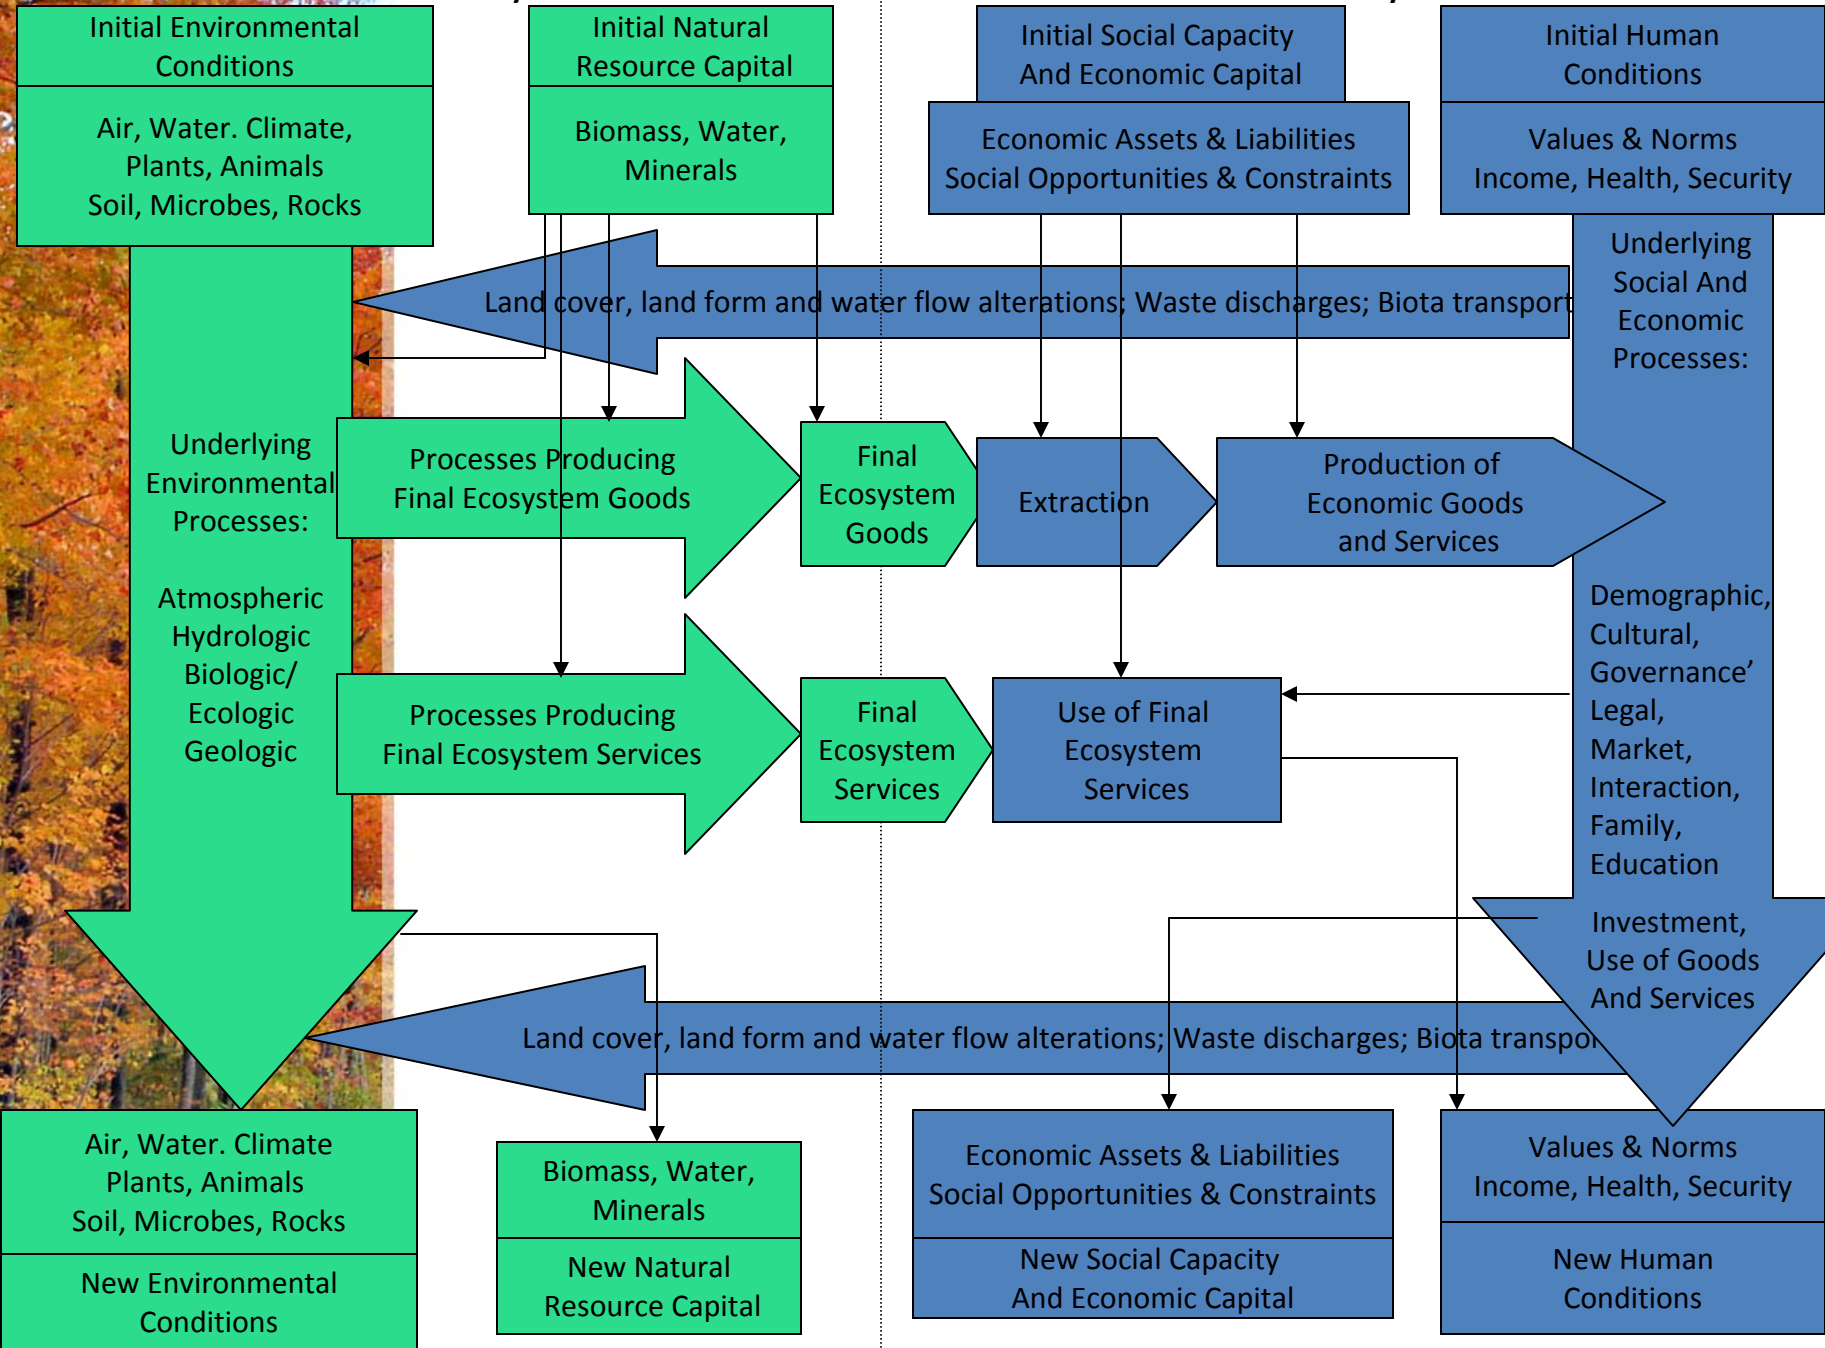 Initial Environmental
Conditions
Air, Water. Climate,
Plants, Animals
Soil, Microbes, Rocks
Initial Natural
Resource Capital
Biomass, Water,
Minerals
Initial Social Capacity
And Economic Capital
Economic Assets & Liabilities
Social Opportunities & Constraints
Initial Human
Conditions
Values & Norms
Income, Health, Security
Land cover, land form and water flow alterations; Waste discharges; Biota transport
Underlying
Social And
Economic
Processes:
Underlying
Environmental
Processes:
Atmospheric
Hydrologic
Biologic/
Ecologic
Geologic
Processes Producing
Final Ecosystem Goods
Final
Ecosystem
Goods
Extraction
Production of
Economic Goods
and Services
Processes Producing
Final Ecosystem Services
Final
Ecosystem
Services
Use of Final
Ecosystem
Services
Demographic,
Cultural,
Governance’
Legal,
Market,
Interaction,
Family,
Education
Investment,
Use of Goods
And Services
Land cover, land form and water flow alterations; Waste discharges; Biota transpor
Air, Water. Climate
Plants, Animals
Soil, Microbes, Rocks
New Environmental
Conditions
Biomass, Water,
Minerals
New Natural
Resource Capital
Economic Assets & Liabilities
Social Opportunities & Constraints
New Social Capacity
And Economic Capital
Values & Norms
Income, Health, Security
New Human
Conditions